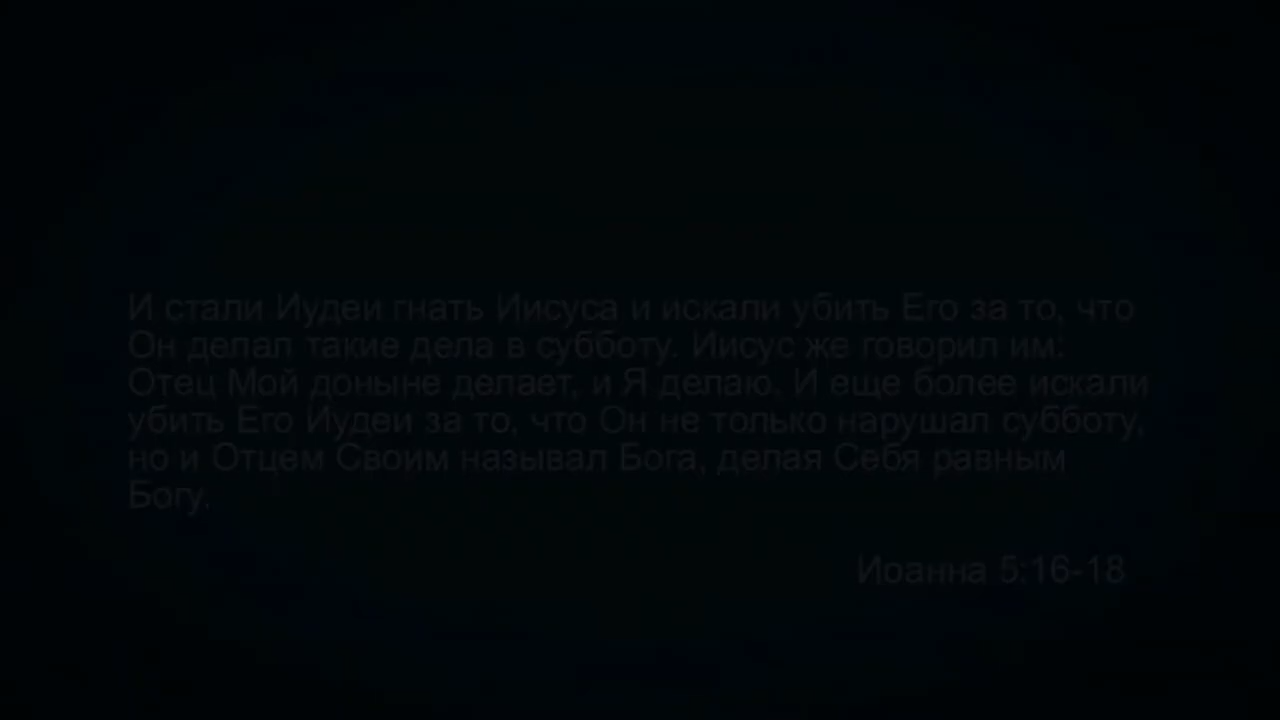 И стали Иудеи гнать Иисуса и искали убить Его за то, что
Он делал такие дела в субботу. Иисус же говорил им:
Отец Мой доныне делает, и Я делаю. И еще более искали
убить Его Иудеи за то, что Он не только нарушал субботу,
но и Отцем Своим называл Бога, делая Себя равным
Богу.
Иоанна 5:16-18